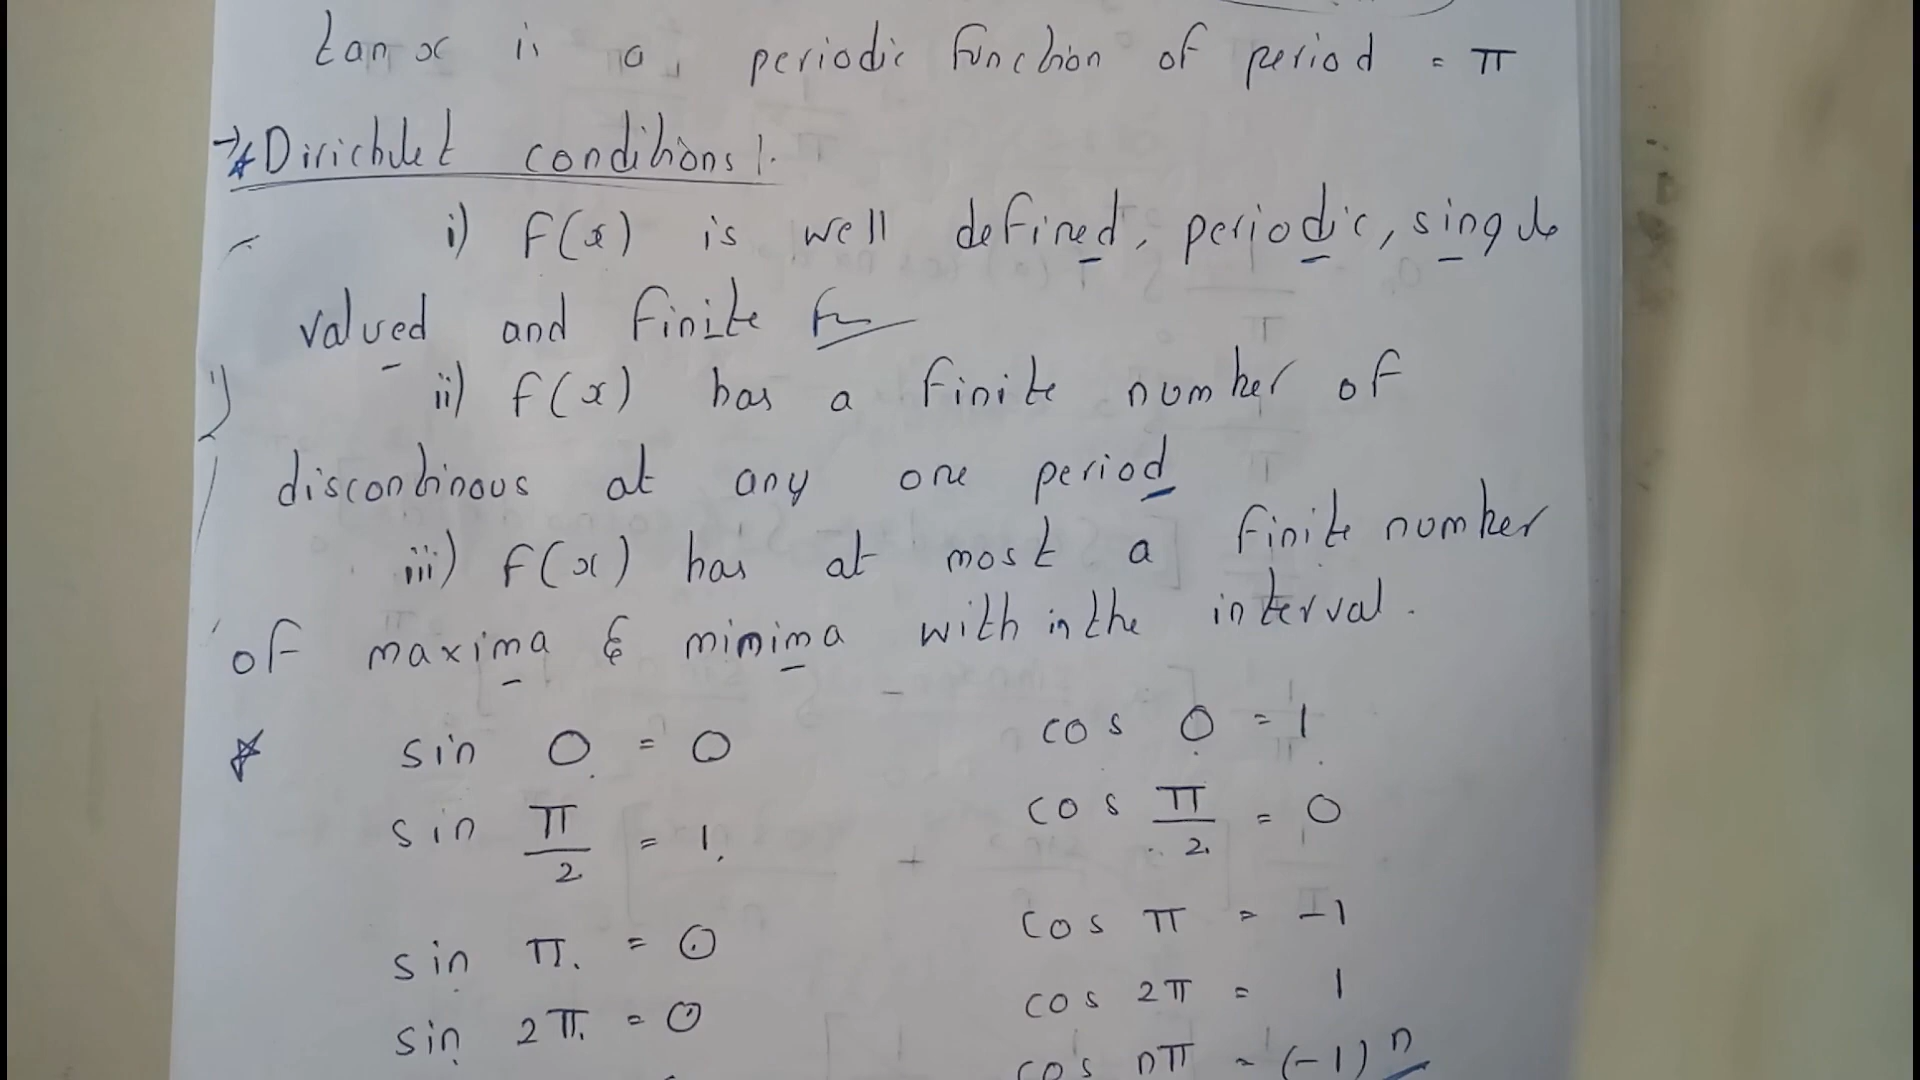 tan x is a periodic function of period = π
→* Dirichlet conditions :-
i) f(x) is well defined, periodic, single
valued and finite fn
ii) f(x) has a finite number of
discontinous at any one period
iii) f(x) has at most a finite number
of maxima & minima with in the interval.
* sin 0 = 0 cos 0 = 1
sin π/2 = 1 cos π/2 = 0
sin π = 0 cos π = -1
sin 2π = 0 cos 2π = 1
cos nπ = (-1)ⁿ